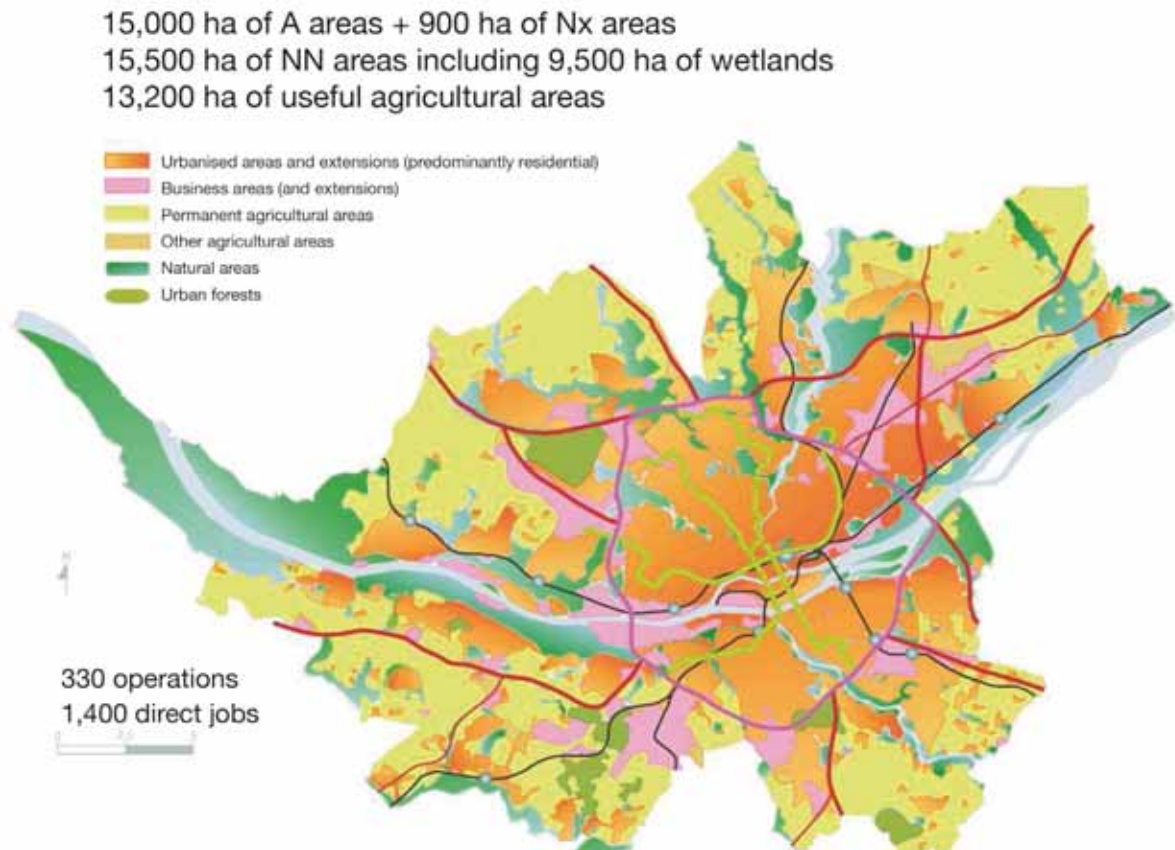 15,000 ha of A areas + 900 ha of Nx areas
15,500 ha of NN areas including 9,500 ha of wetlands
13,200 ha of useful agricultural areas
Urbanised areas and extensions (predominantly residential)
Business areas (and extensions)
Permanent agricultural areas
Other agricultural areas
Natural areas
Urban forests
330 operations
1,400 direct jobs